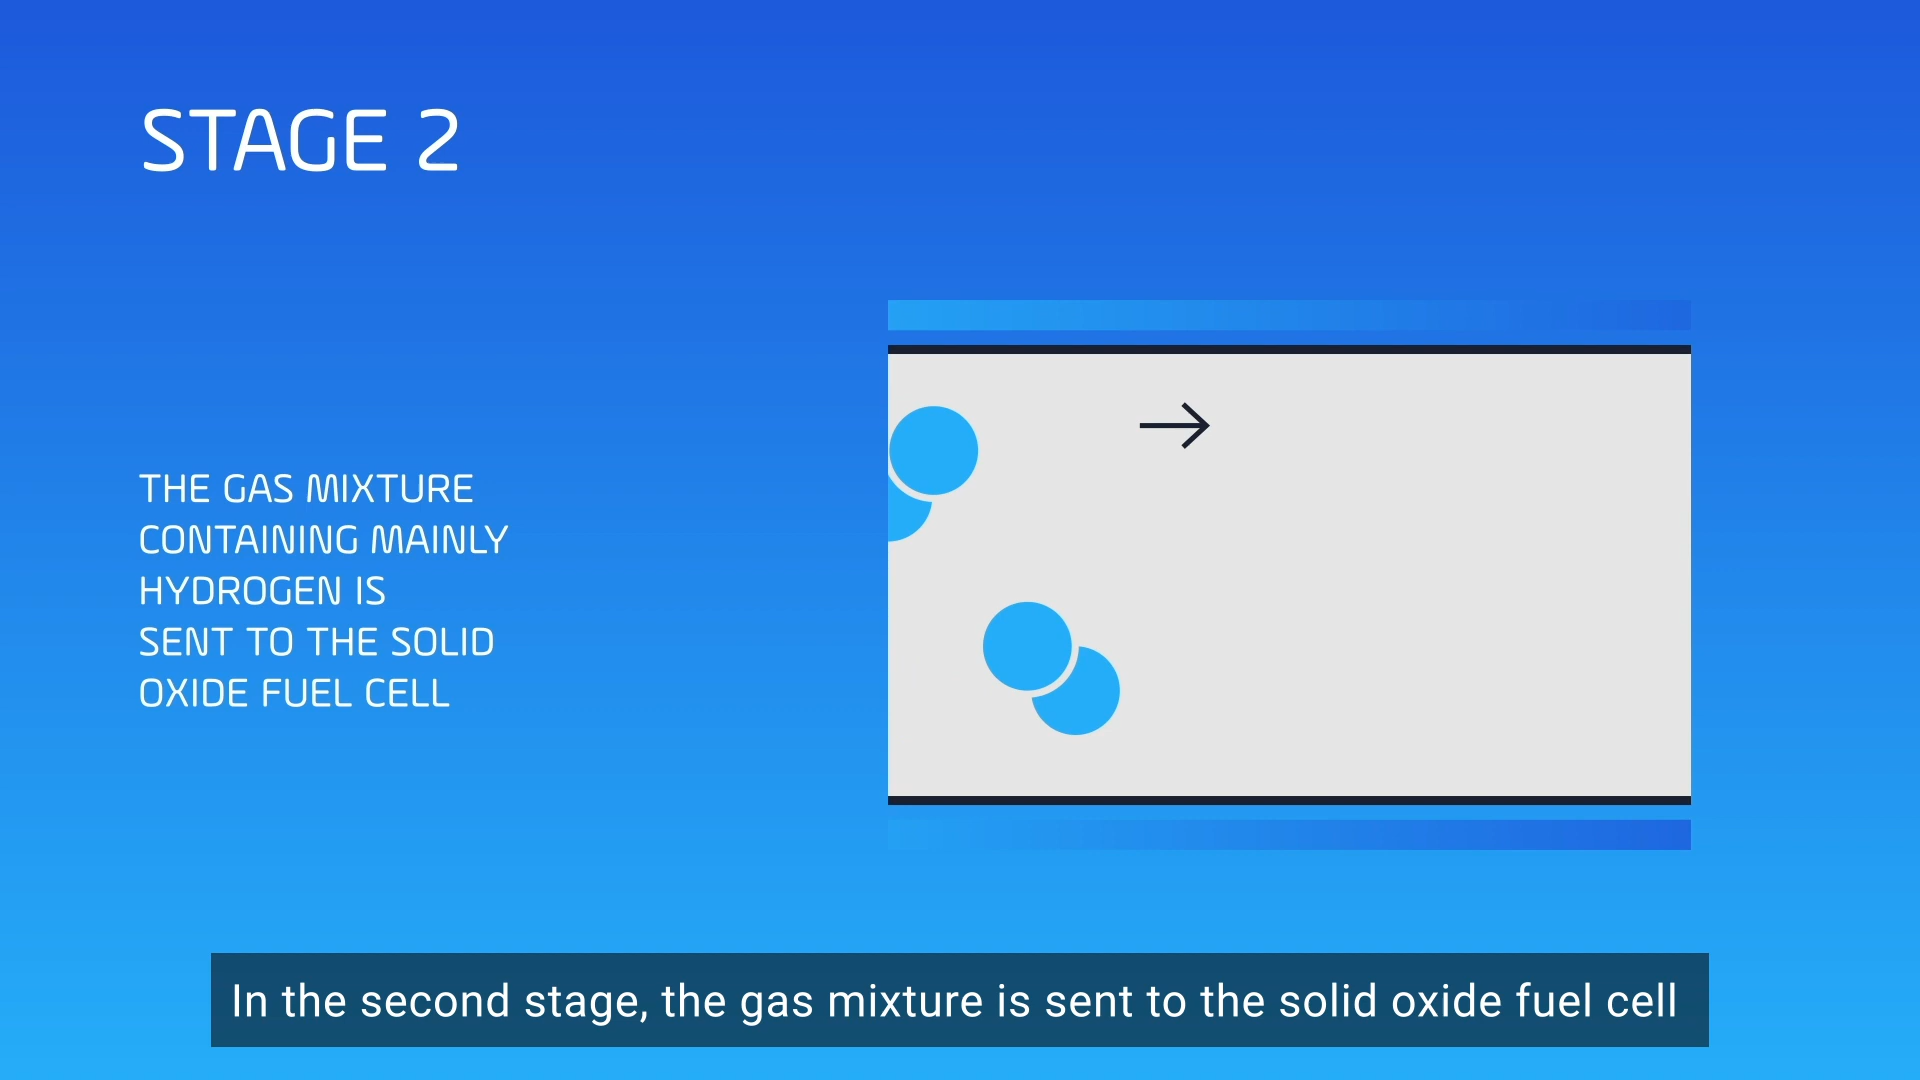 STAGE 2
THE GAS MIXTURE
CONTAINING MAINLY
HYDROGEN IS
SENT TO THE SOLID
OXIDE FUEL CELL
In the second stage, the gas mixture is sent to the solid oxide fuel cell